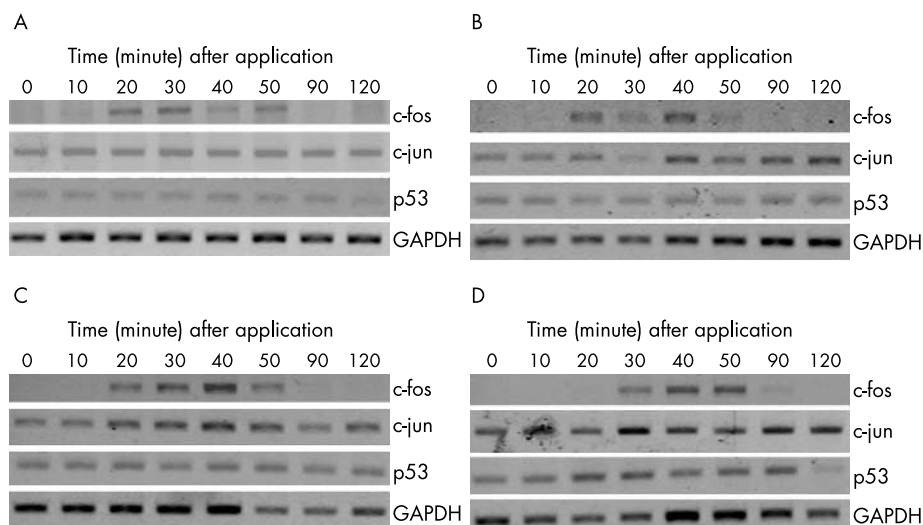 A
Time (minute) after application
0 10 20 30 40 50 90 120
c-fos
c-jun
p53
GAPDH
B
Time (minute) after application
0 10 20 30 40 50 90 120
c-fos
c-jun
p53
GAPDH
C
Time (minute) after application
0 10 20 30 40 50 90 120
c-fos
c-jun
p53
GAPDH
D
Time (minute) after application
0 10 20 30 40 50 90 120
c-fos
c-jun
p53
GAPDH